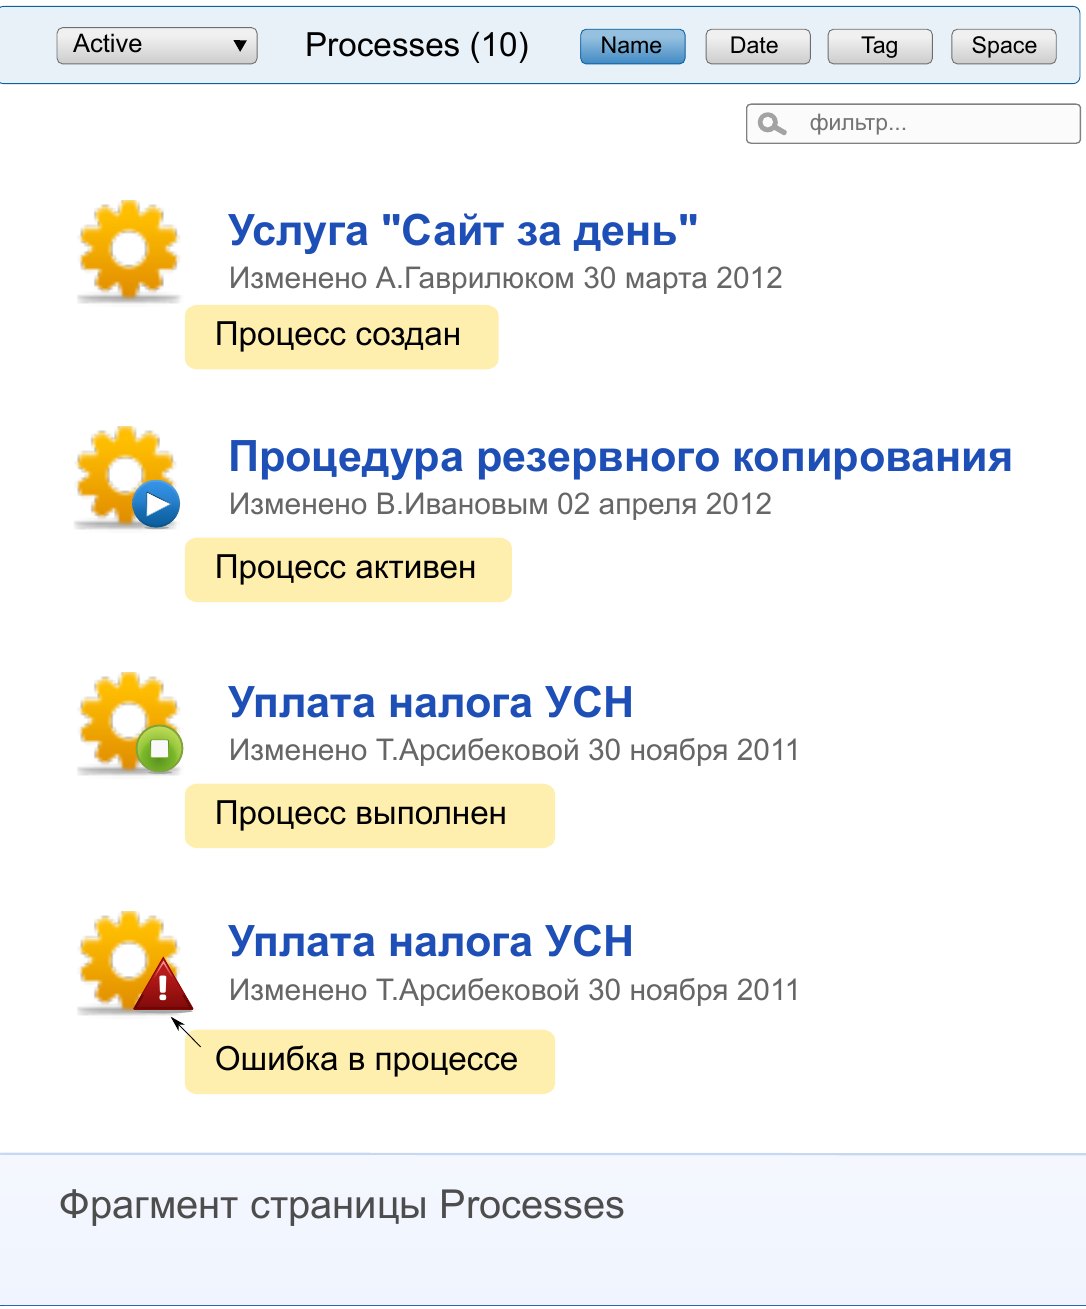 Active ▼ Processes (10) Name Date Tag Space
фильтр...
Услуга "Сайт за день"
Изменено А.Гаврилюком 30 марта 2012
Процесс создан
Процедура резервного копирования
Изменено В.Ивановым 02 апреля 2012
Процесс активен
Уплата налога УСН
Изменено Т.Арсибековой 30 ноября 2011
Процесс выполнен
Уплата налога УСН
Изменено Т.Арсибековой 30 ноября 2011
Ошибка в процессе
Фрагмент страницы Processes